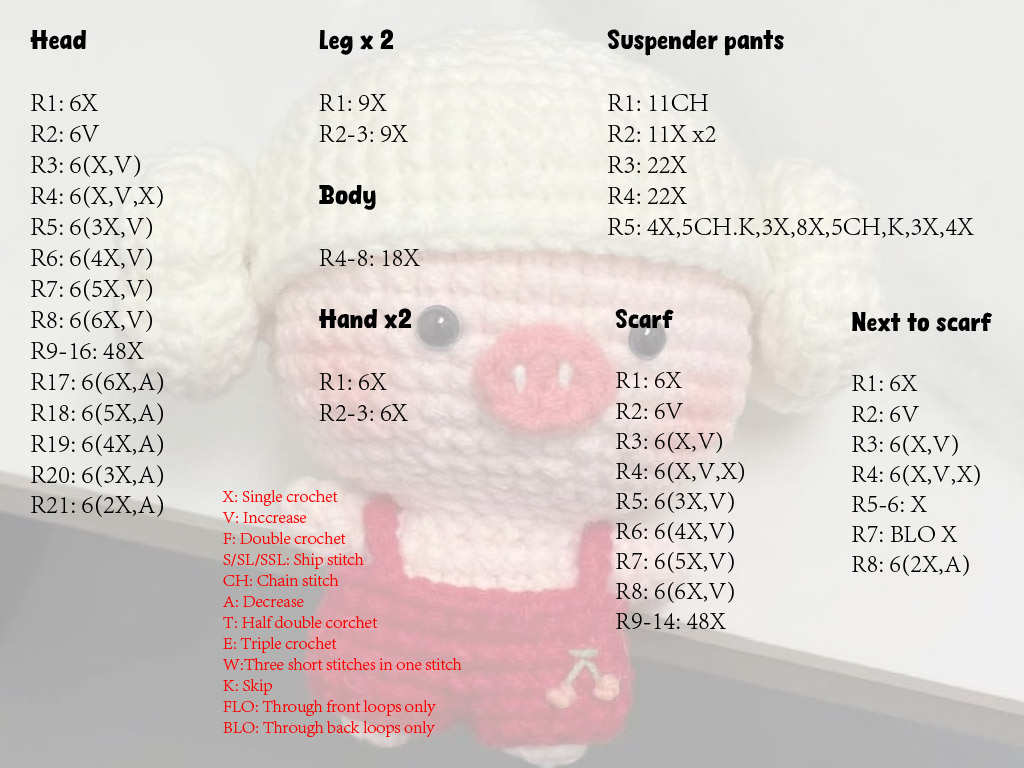 Head
R1: 6X
R2: 6V
R3: 6(X,V)
R4: 6(X,V,X)
R5: 6(3X,V)
R6: 6(4X,V)
R7: 6(5X,V)
R8: 6(6X,V)
R9-16: 48X
R17: 6(6X,A)
R18: 6(5X,A)
R19: 6(4X,A)
R20: 6(3X,A)
R21: 6(2X,A)
Leg x 2
R1: 9X
R2-3: 9X
Body
R4-8: 18X
Hand x2
R1: 6X
R2-3: 6X
Suspender pants
R1: 11CH
R2: 11X x2
R3: 22X
R4: 22X
R5: 4X,5CH.K,3X,8X,5CH,K,3X,4X
Scarf
R1: 6X
R2: 6V
R3: 6(X,V)
R4: 6(X,V,X)
R5: 6(3X,V)
R6: 6(4X,V)
R7: 6(5X,V)
R8: 6(6X,V)
R9-14: 48X
Next to scarf
R1: 6X
R2: 6V
R3: 6(X,V)
R4: 6(X,V,X)
R5-6: X
R7: BLO X
R8: 6(2X,A)
X: Single crochet
V: Inccrease
F: Double crochet
S/SL/SSL: Ship stitch
CH: Chain stitch
A: Decrease
T: Half double corchet
E: Triple crochet
W:Three short stitches in one stitch
K: Skip
FLO: Through front loops only
BLO: Through back loops only